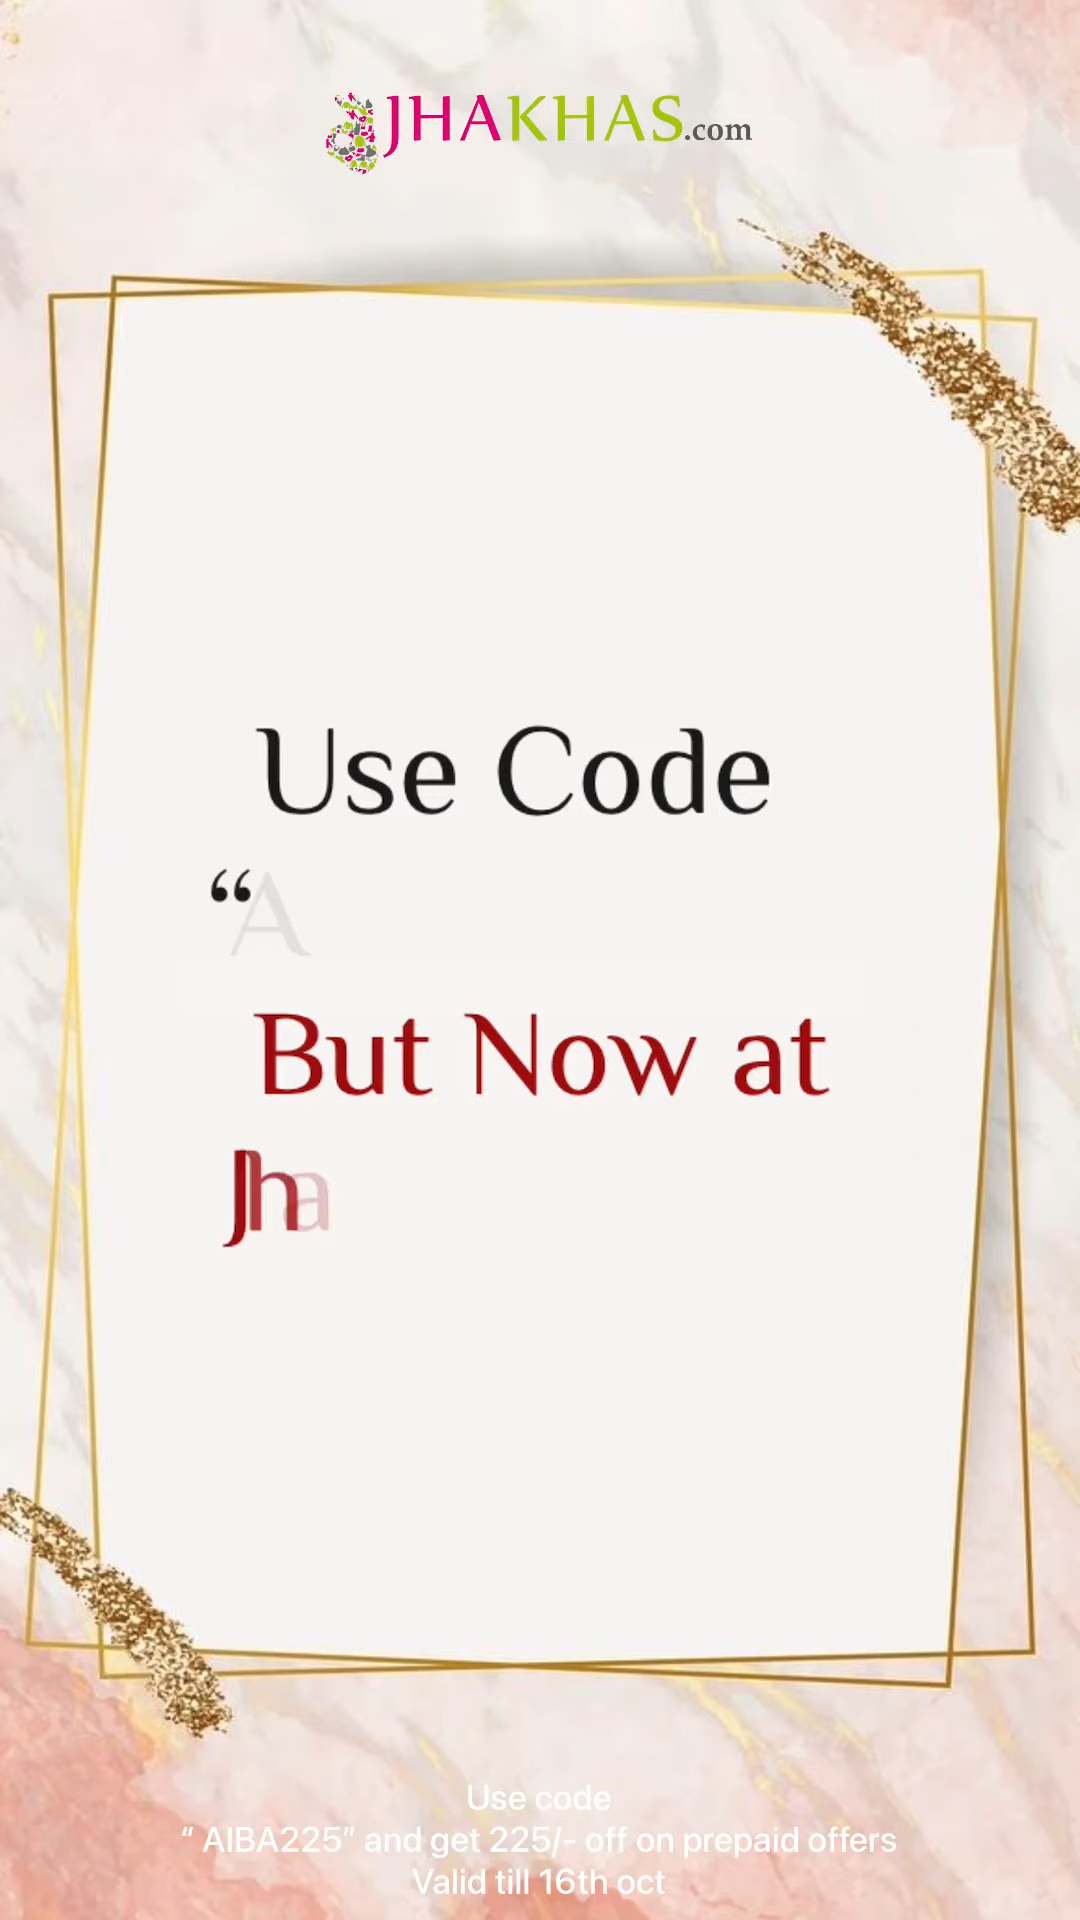 JHAKHAS.com
Use Code
“A
But Now at
Jha
Use code
“ AIBA225” and get 225/- off on prepaid offers
Valid till 16th oct